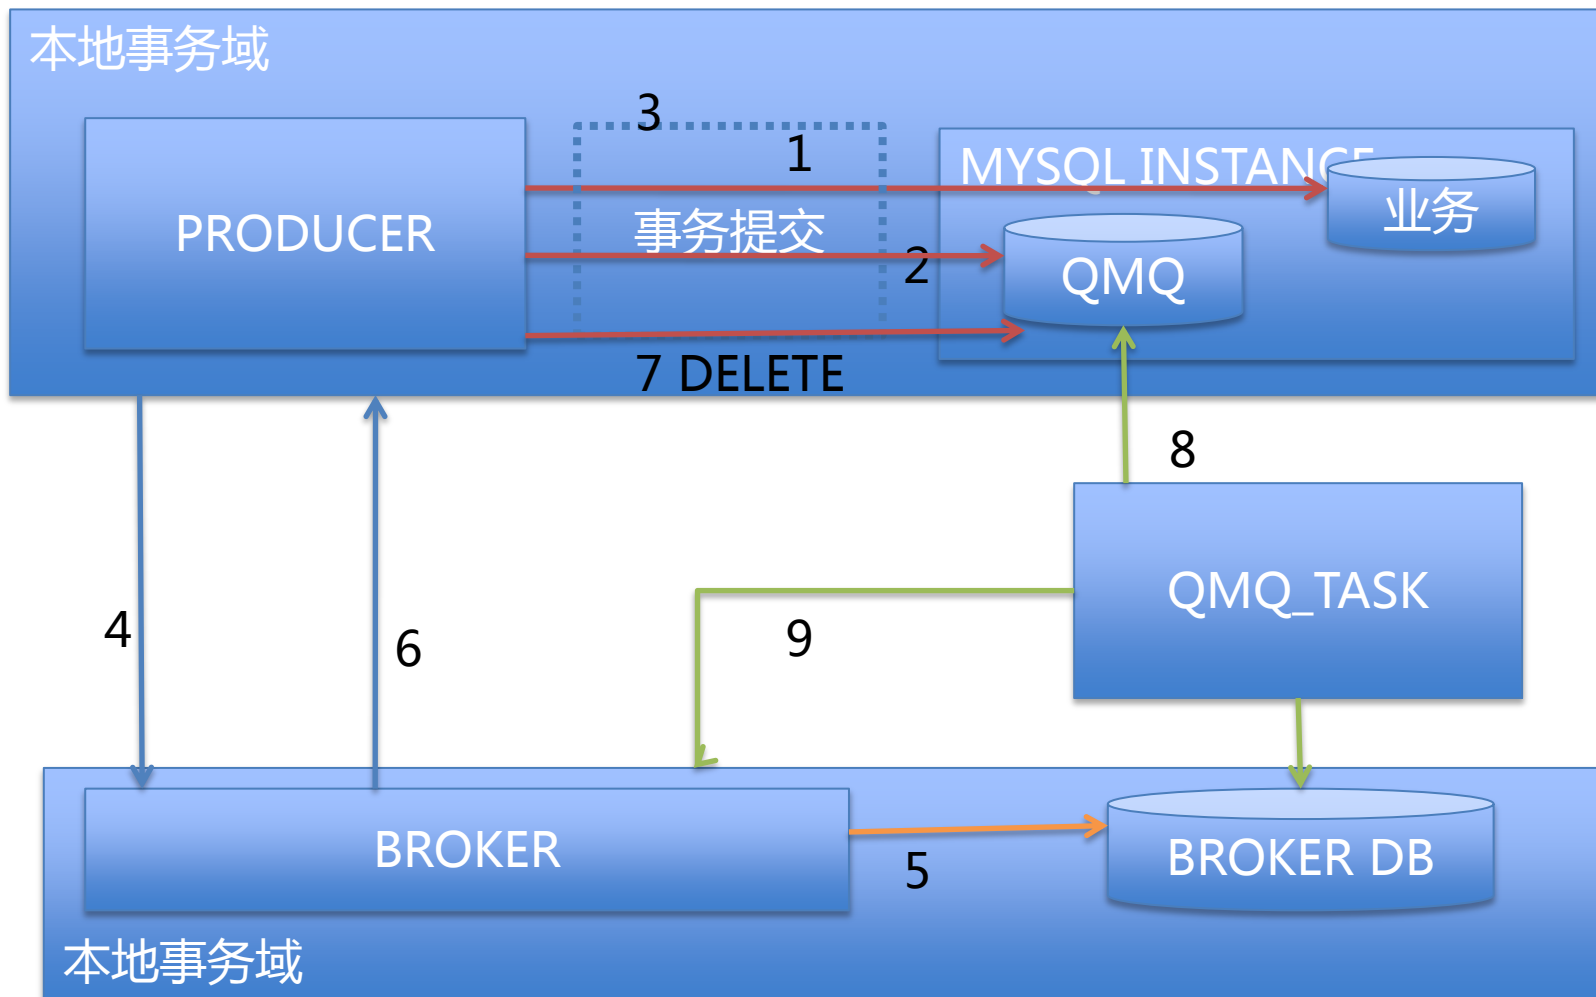 本地事务域
3
1
MYSQL INSTANCE
业务
PRODUCER
事务提交
2
QMQ
7 DELETE
8
QMQ_TASK
4
6
9
BROKER
5
BROKER DB
本地事务域